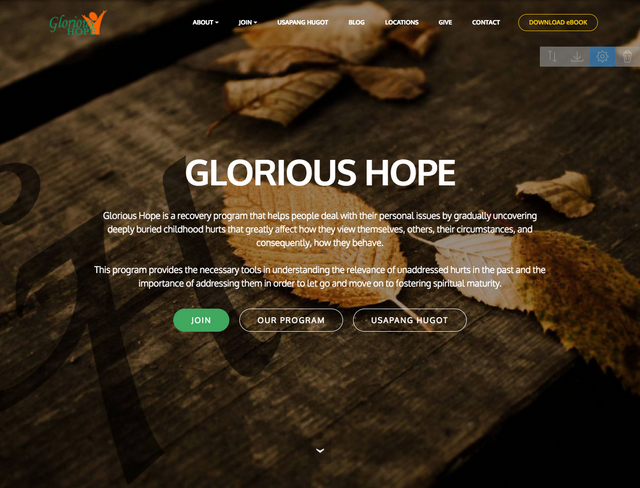 Glorious
HOPE
ABOUT
JOIN
USAPANG HUGOT
BLOG
LOCATIONS
GIVE
CONTACT
DOWNLOAD eBOOK
GLORIOUS HOPE
Glorious Hope is a recovery program that helps people deal with their personal issues by gradually uncovering
deeply buried childhood hurts that greatly affect how they view themselves, others, their circumstances, and
consequently, how they behave.
This program provides the necessary tools in understanding the relevance of unaddressed hurts in the past and the
importance of addressing them in order to let go and move on to fostering spiritual maturity.
JOIN
OUR PROGRAM
USAPANG HUGOT